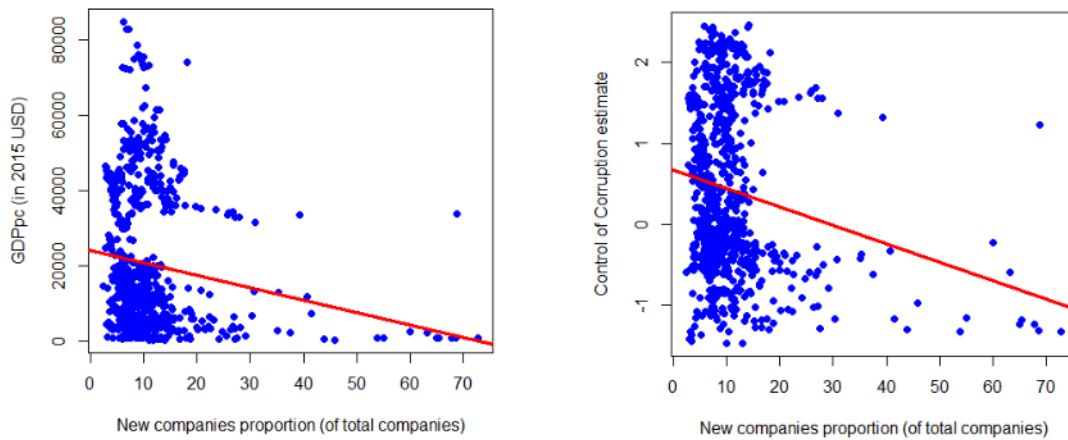 GDPpc (in 2015 USD)
80000
60000
40000
20000
0
0 10 20 30 40 50 60 70
New companies proportion (of total companies)
Control of Corruption estimate
2
1
0
-1
0 10 20 30 40 50 60 70
New companies proportion (of total companies)